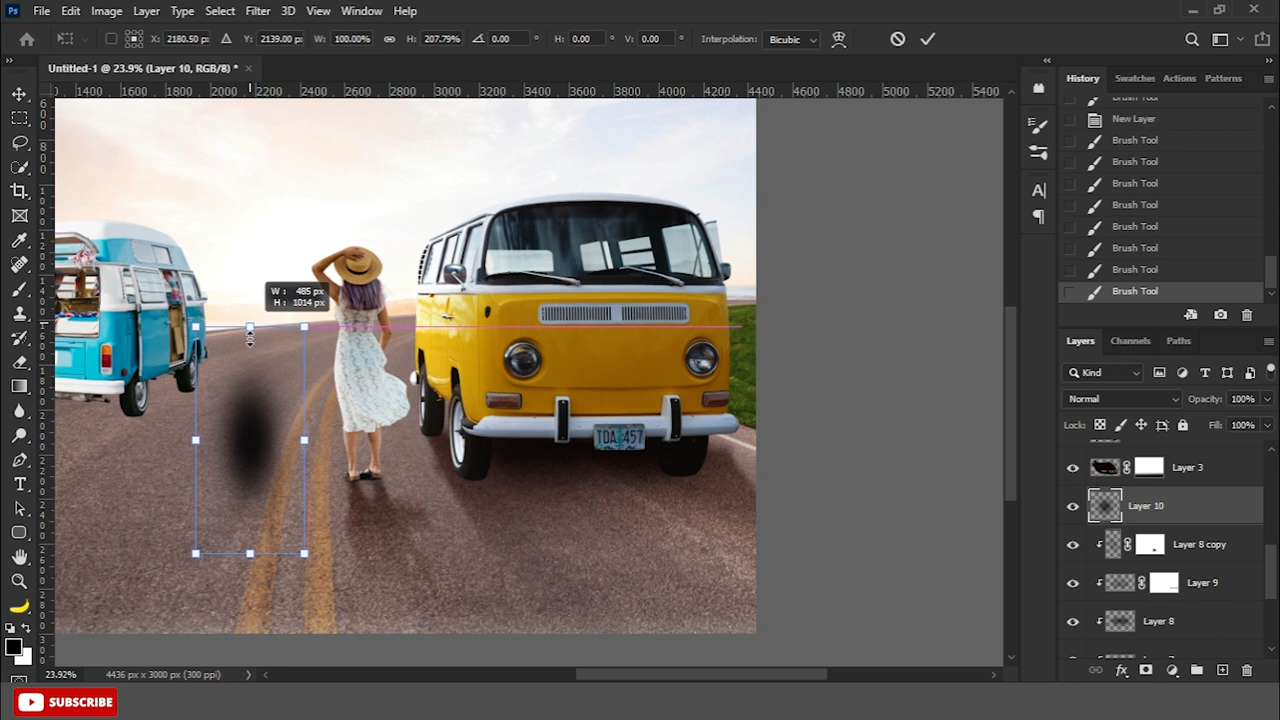 Ps File Edit Image Layer Type Select Filter 3D View Window Help
X: 2180.50 px Y: 2139.00 px W: 100.00% H: 207.79% 0.00 ° H: 0.00 ° V: 0.00 ° Interpolation: Bicubic
Untitled-1 @ 23.9% (Layer 10, RGB/8) * ×
1400 1600 1800 2000 2200 2400 2600 2800 3000 3200 3400 3600 3800 4000 4200 4400 4600 4800 5000 5200 5400
W : 485 px
H : 1014 px
TDA 457
History Swatches Actions Patterns
Brush Tool
New Layer
Brush Tool
Brush Tool
Brush Tool
Brush Tool
Brush Tool
Brush Tool
Brush Tool
Brush Tool
Layers Channels Paths
Kind
Normal Opacity: 100%
Lock: Fill: 100%
Layer 3
Layer 10
Layer 8 copy
Layer 9
Layer 8
fx
23.92% 4436 px x 3000 px (300 ppi)
SUBSCRIBE